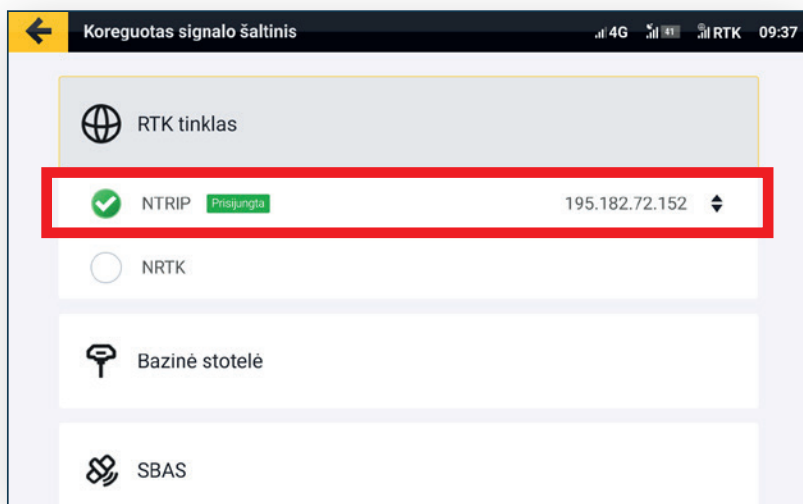 Koreguotas signalo šaltinis 4G 41 RTK 09:37
RTK tinklas
NTRIP Prisijungta 195.182.72.152
NRTK
Bazinė stotelė
SBAS